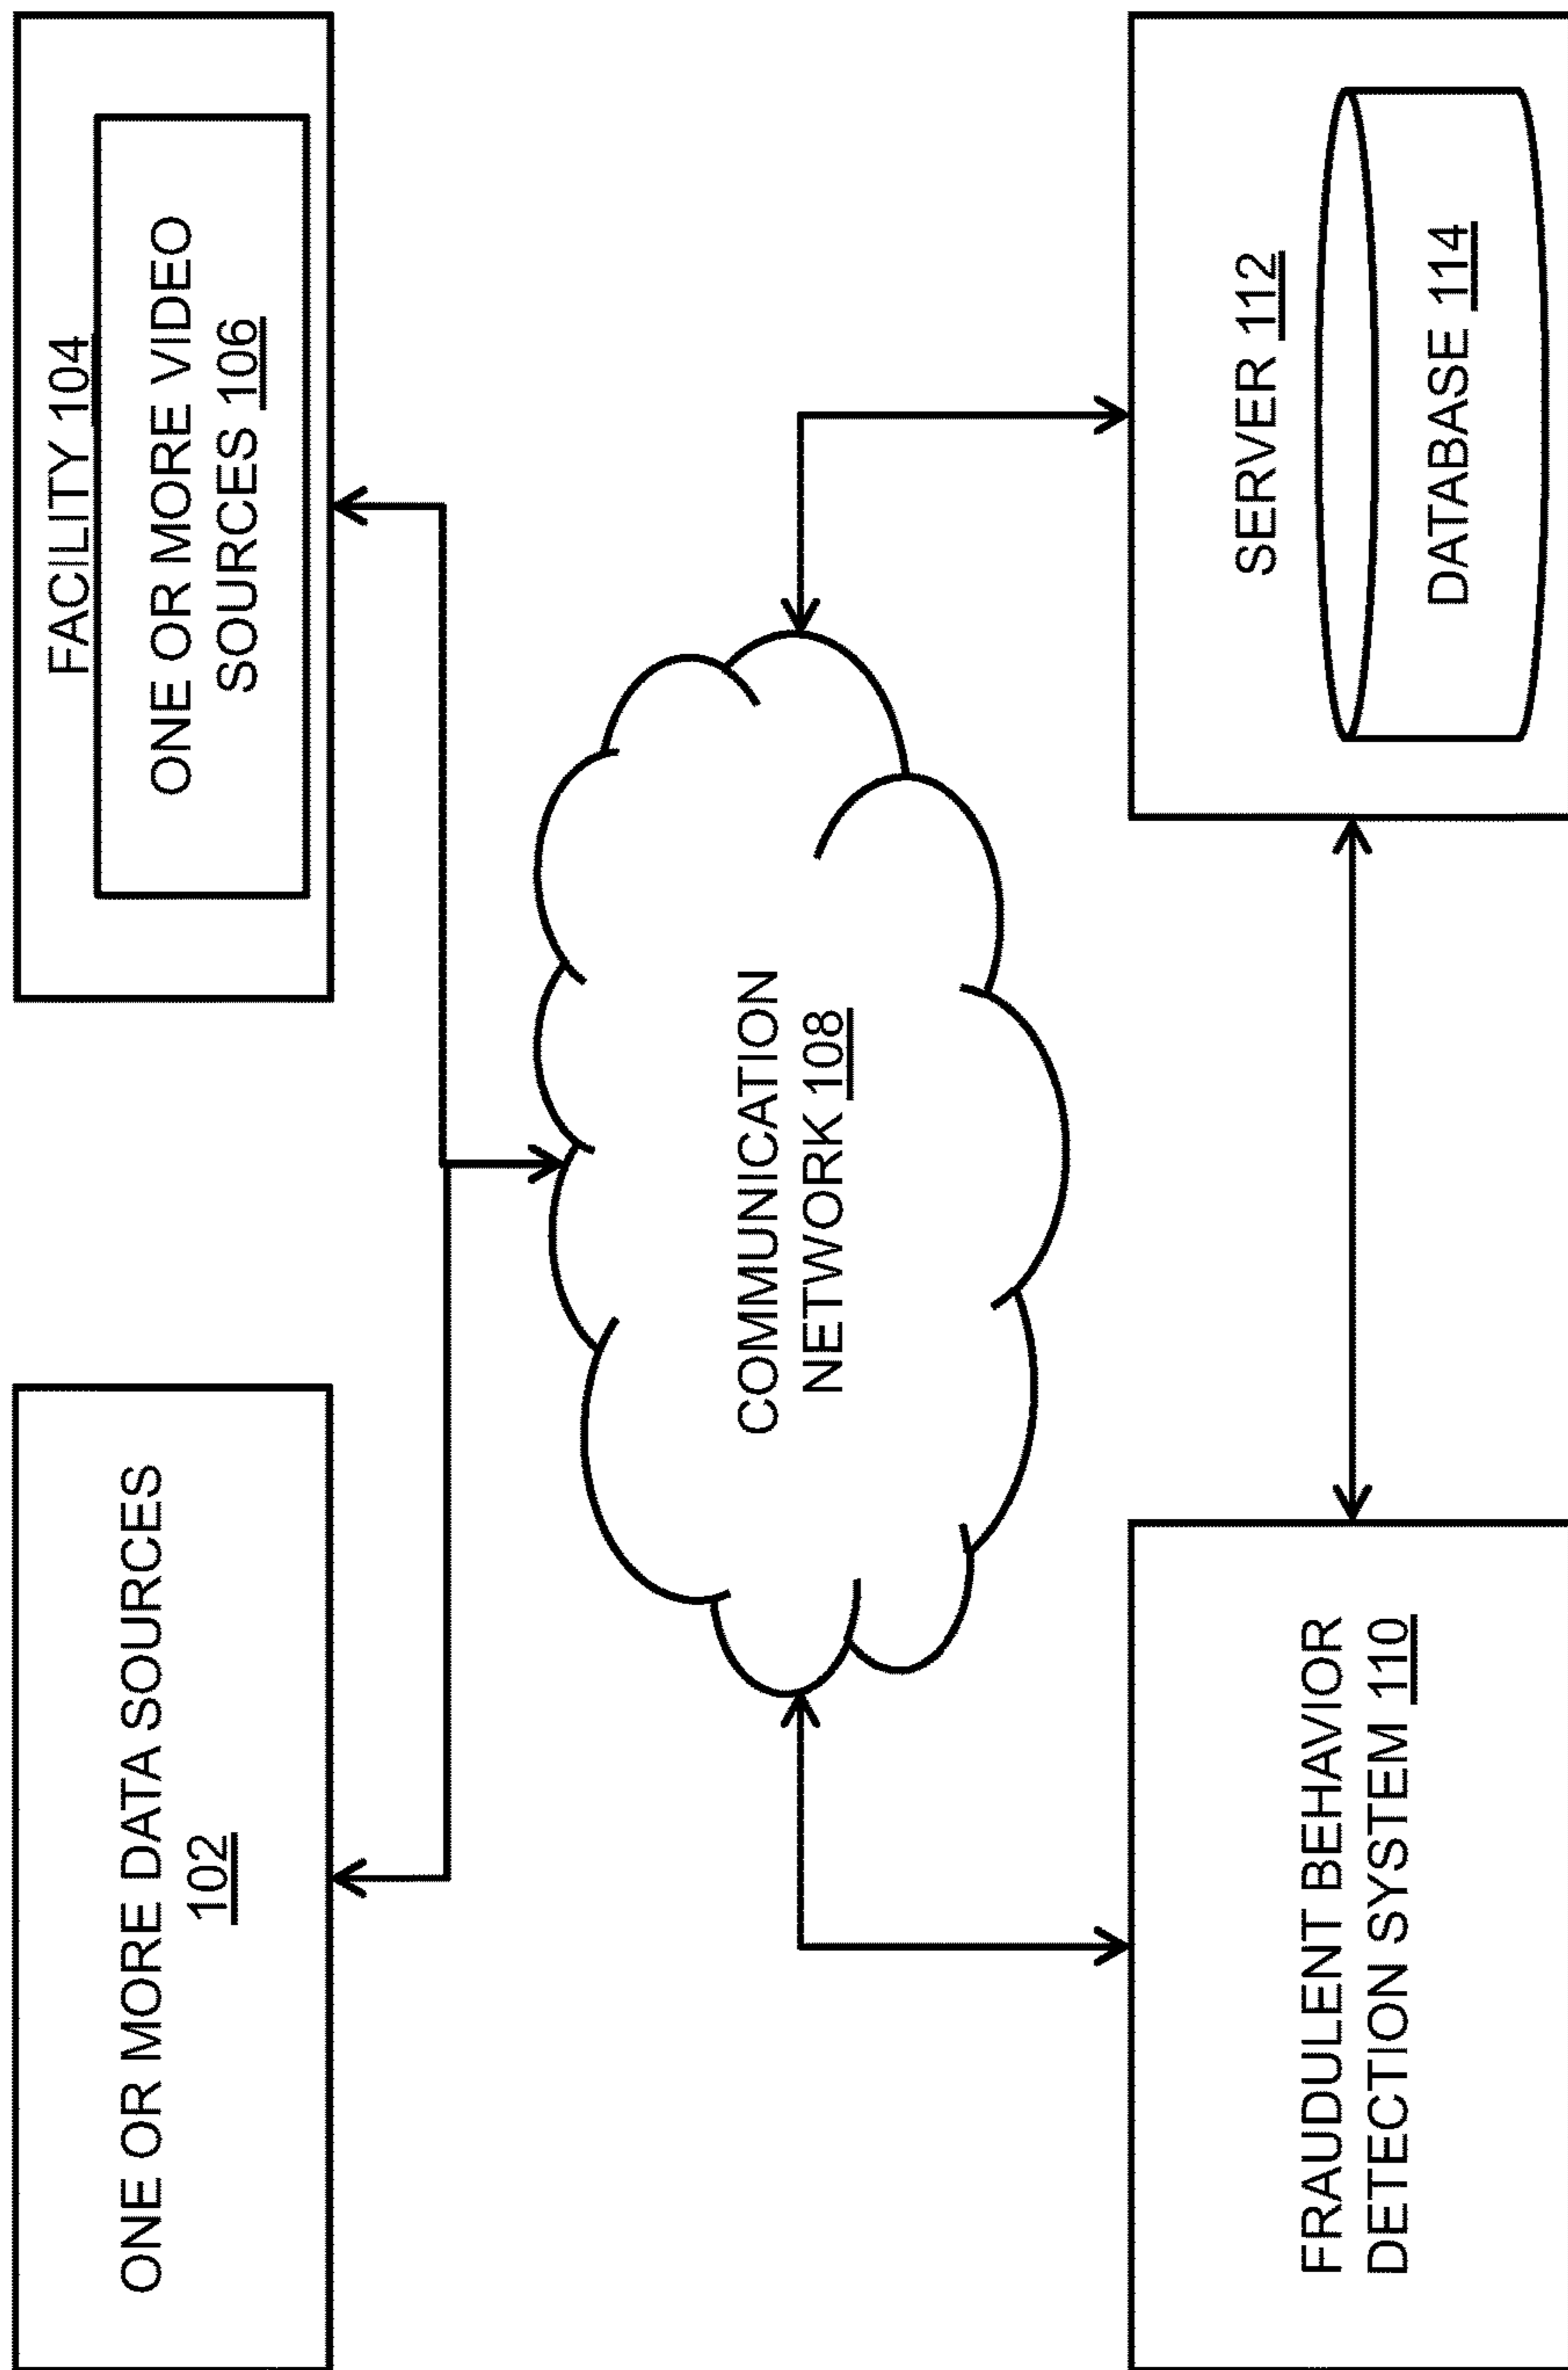 ONE OR MORE DATA SOURCES
102
FACILITY 104
ONE OR MORE VIDEO
SOURCES 106
COMMUNICATION
NETWORK 108
FRAUDULENT BEHAVIOR
DETECTION SYSTEM 110
SERVER 112
DATABASE 114